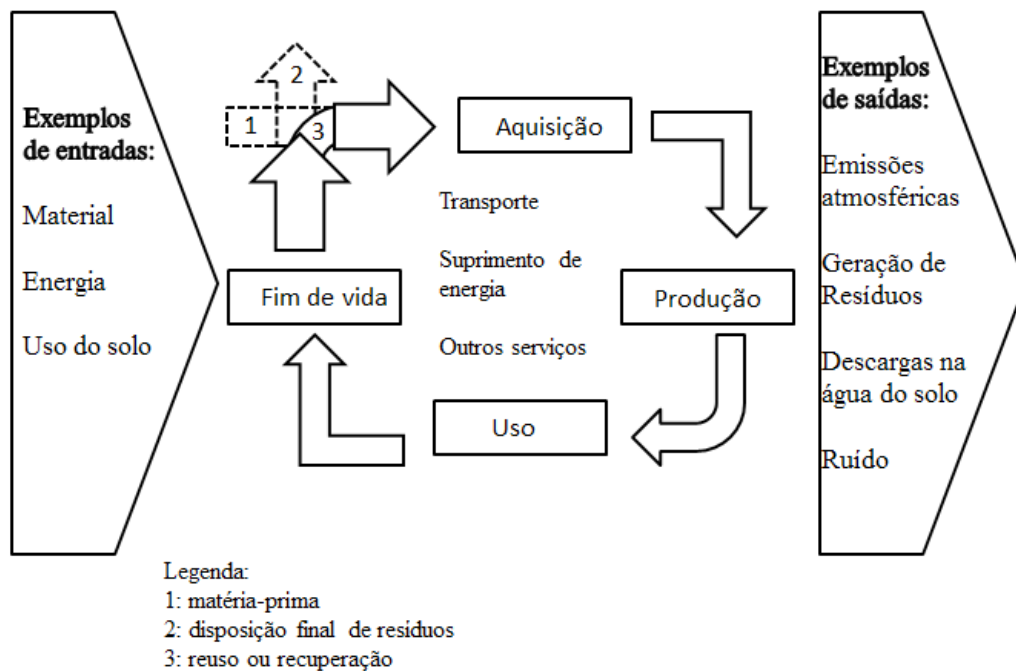 Exemplos
de entradas:
Material
Energia
Uso do solo
2
1
3
Aquisição
Transporte
Suprimento de
energia
Outros serviços
Fim de vida
Produção
Uso
Exemplos
de saídas:
Emissões
atmosféricas
Geração de
Resíduos
Descargas na
água do solo
Ruído
Legenda:
1: matéria-prima
2: disposição final de resíduos
3: reuso ou recuperação